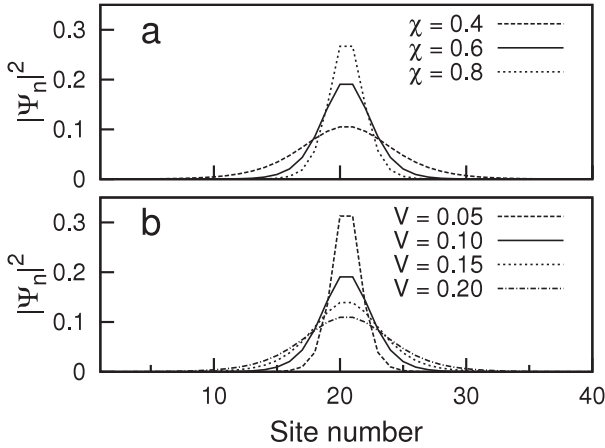 a
χ = 0.4
χ = 0.6
χ = 0.8
|Ψn|²
0.3
0.2
0.1
0
b
V = 0.05
V = 0.10
V = 0.15
V = 0.20
|Ψn|²
0.3
0.2
0.1
0
10 20 30 40
Site number